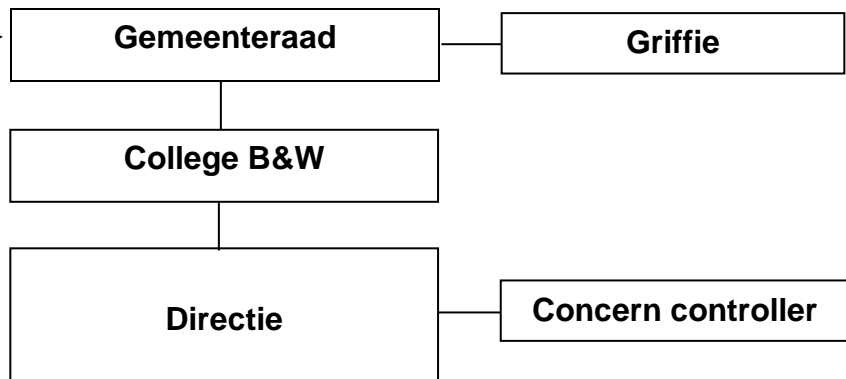 Gemeenteraad
Griffie
College B&W
Directie
Concern controller